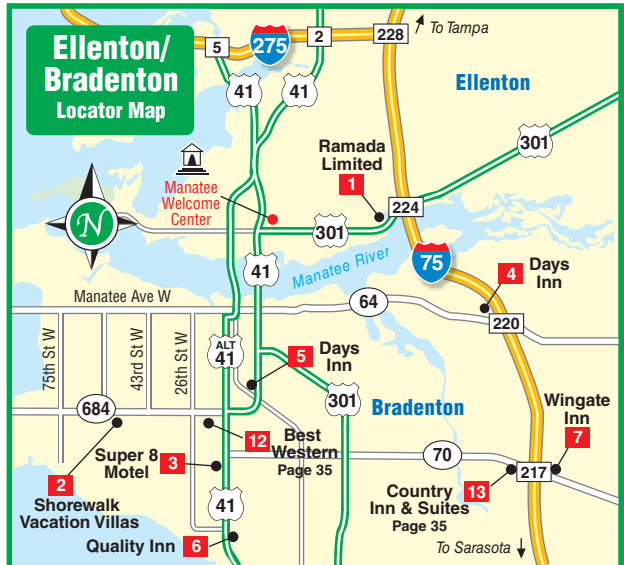 Ellenton/
Bradenton
Locator Map
5
275
2
228
To Tampa
41
41
Ellenton
301
Ramada
Limited
1
Manatee
Welcome
Center
224
N
301
Manatee River
41
75
4
Days
Inn
Manatee Ave W
64
220
75th St W
43rd St W
26th St W
ALT
41
5
Days
Inn
301
Bradenton
Wingate
Inn
7
684
12
Best
Western
Page 35
70
Super 8
Motel
3
2
Shorewalk
Vacation Villas
41
Country
Inn & Suites
Page 35
13
217
Quality Inn
6
To Sarasota